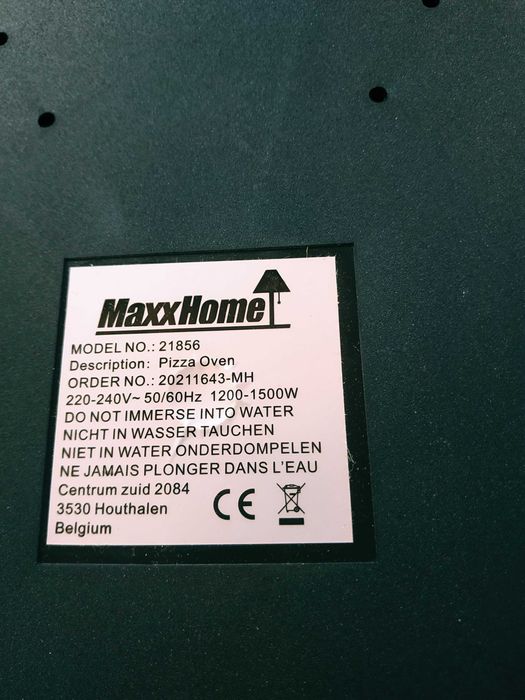 MaxxHome
MODEL NO.: 21856
Description: Pizza Oven
ORDER NO.: 20211643-MH
220-240V~ 50/60Hz 1200-1500W
DO NOT IMMERSE INTO WATER
NICHT IN WASSER TAUCHEN
NIET IN WATER ONDERDOMPELEN
NE JAMAIS PLONGER DANS L'EAU
Centrum zuid 2084
3530 Houthalen
Belgium
CE